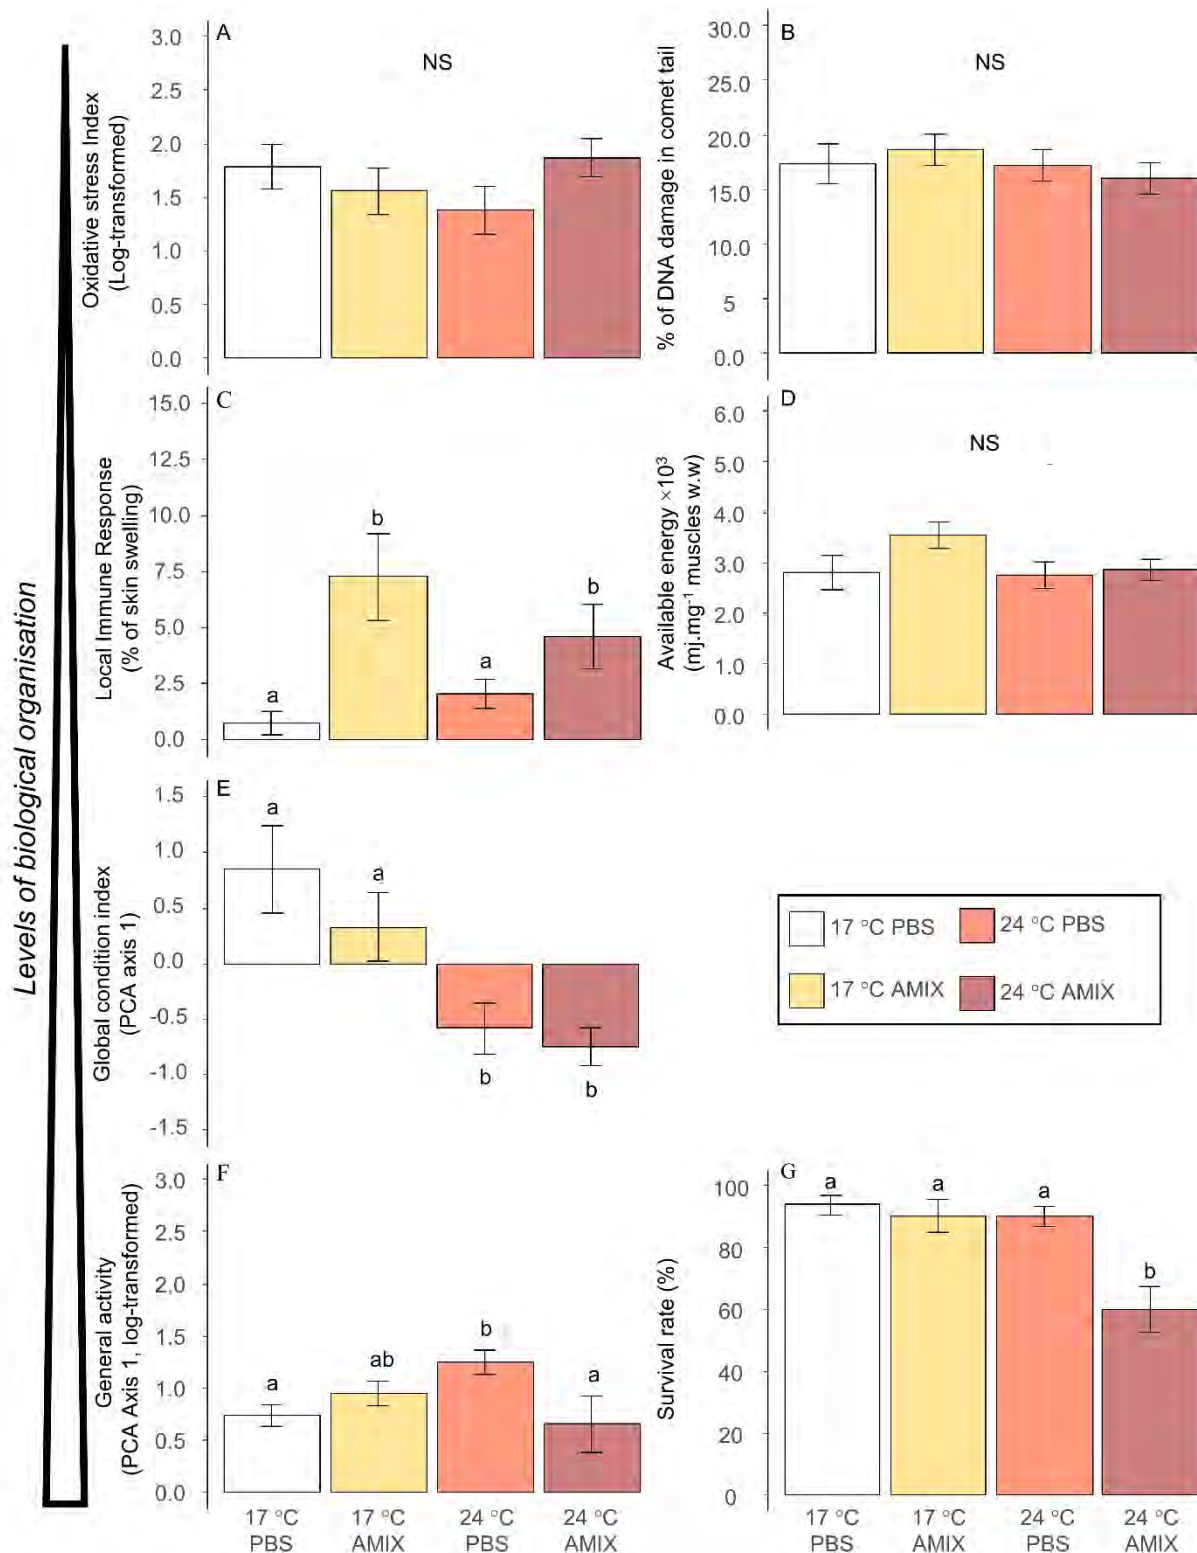 Levels of biological organisation
A
NS
Oxidative stress Index
(Log-transformed)
3.0
2.5
2.0
1.5
1.0
0.5
0.0
B
NS
% of DNA damage in comet tail
30.0
25.0
20.0
15.0
10.0
5
0.0
C
Local Immune Response
(% of skin swelling)
15.0
12.5
10.0
7.5
5.0
2.5
0.0
a
b
a
b
D
NS
Available energy ×10³
(mj.mg⁻¹ muscles w.w)
6.0
5.0
4.0
3.0
2.0
1.0
0.0
E
Global condition index
(PCA axis 1)
1.5
1.0
0.5
0.0
-0.5
-1.0
-1.5
a
a
b
b
17 °C PBS
24 °C PBS
17 °C AMIX
24 °C AMIX
F
General activity
(PCA Axis 1, log-transformed)
3.0
2.5
2.0
1.5
1.0
0.5
0.0
a
ab
b
a
17 °C
PBS
17 °C
AMIX
24 °C
PBS
24 °C
AMIX
G
Survival rate (%)
100
80
60
40
20
0
a
a
a
b
17 °C
PBS
17 °C
AMIX
24 °C
PBS
24 °C
AMIX